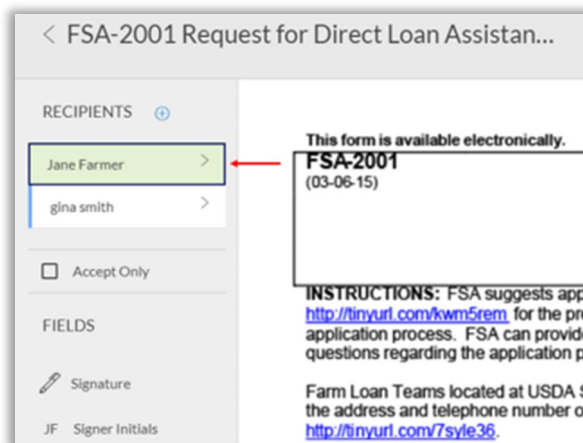 < FSA-2001 Request for Direct Loan Assistan...
RECIPIENTS
Jane Farmer
gina smith
Accept Only
FIELDS
Signature
JF Signer Initials
This form is available electronically.
FSA-2001
(03-06-15)
INSTRUCTIONS: FSA suggests app
http://tinyurl.com/kwm5rem for the pr
application process. FSA can provid
questions regarding the application p
Farm Loan Teams located at USDA S
the address and telephone number o
http://tinyurl.com/7syle36.